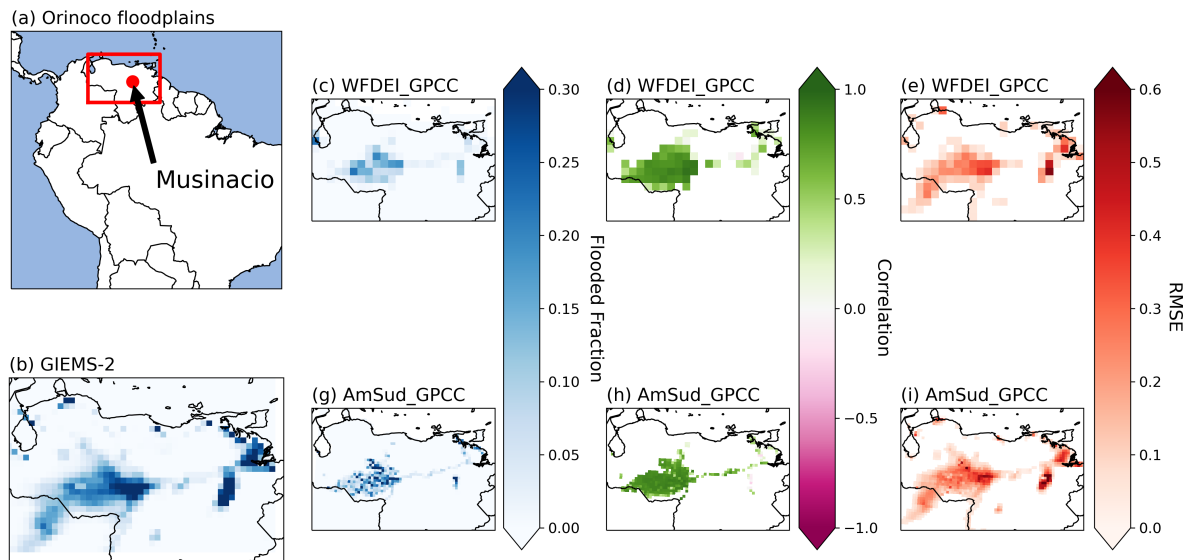 (a) Orinoco floodplains
Musinacio
(b) GIEMS-2
(c) WFDEI_GPCC
0.30
0.25
0.20
0.15
0.10
0.05
0.00
Flooded Fraction
(d) WFDEI_GPCC
1.0
0.5
0.0
−0.5
−1.0
Correlation
(e) WFDEI_GPCC
0.6
0.5
0.4
0.3
0.2
0.1
0.0
RMSE
(g) AmSud_GPCC
(h) AmSud_GPCC
(i) AmSud_GPCC